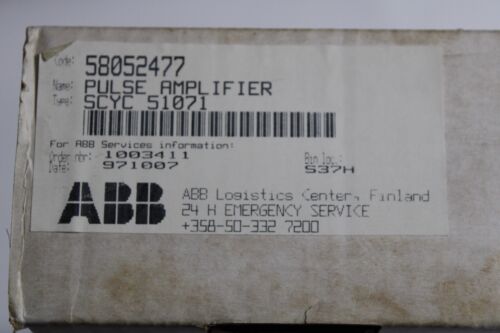 Code: 58052477
Name: PULSE AMPLIFIER
Type: SCYC 51071
For ABB Services information:
Order nbr: 1003411 Bin loc.: S37H
Date: 971007
ABB
ABB Logistics Center, Finland
24 H EMERGENCY SERVICE
+358-50-332 7200